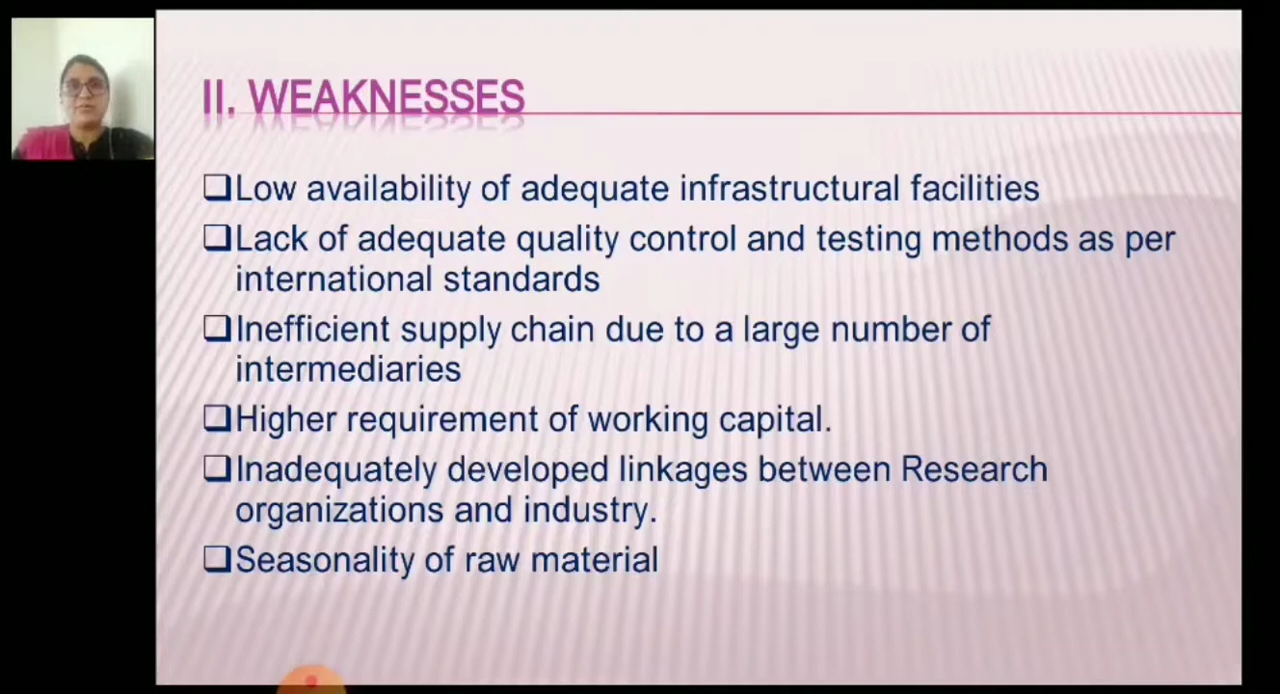 II. WEAKNESSES
❑Low availability of adequate infrastructural facilities
❑Lack of adequate quality control and testing methods as per
international standards
❑Inefficient supply chain due to a large number of
intermediaries
❑Higher requirement of working capital.
❑Inadequately developed linkages between Research
organizations and industry.
❑Seasonality of raw material